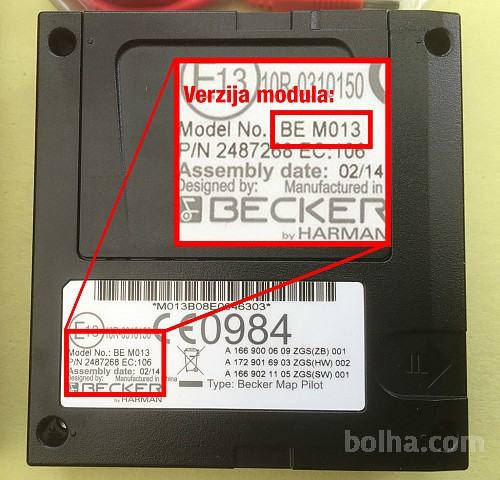 E13 10R-0310150
Verzija modula:
Model No. BE M013
P/N 2487268 EC:106
Assembly date: 02/14
Designed by: Manufactured in
BECKER
by HARMAN
*M013B08E0946303*
E13 10R-0310150 CE0984
Model No.: BE M013
P/N 2487268 EC:106
Assembly date: 02/14
Designed by: Manufactured in China
BECKER
by HARMAN
A 166 900 06 09 ZGS(ZB) 001
A 172 901 69 03 ZGS(HW) 002
A 166 902 11 05 ZGS(SW) 001
Type: Becker Map Pilot
bolha.com